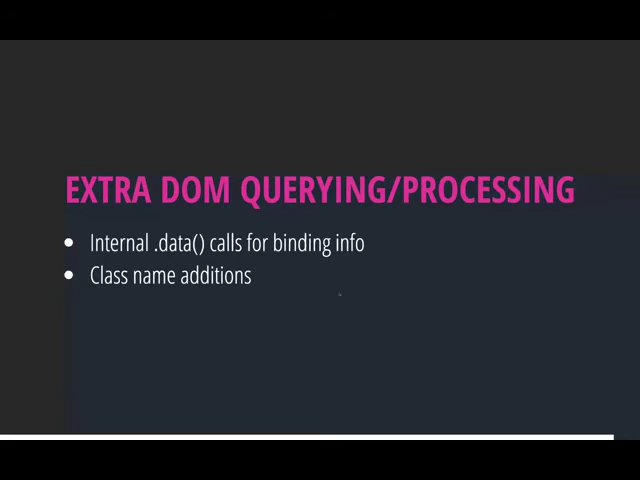 EXTRA DOM QUERYING/PROCESSING
• Internal .data() calls for binding info
• Class name additions